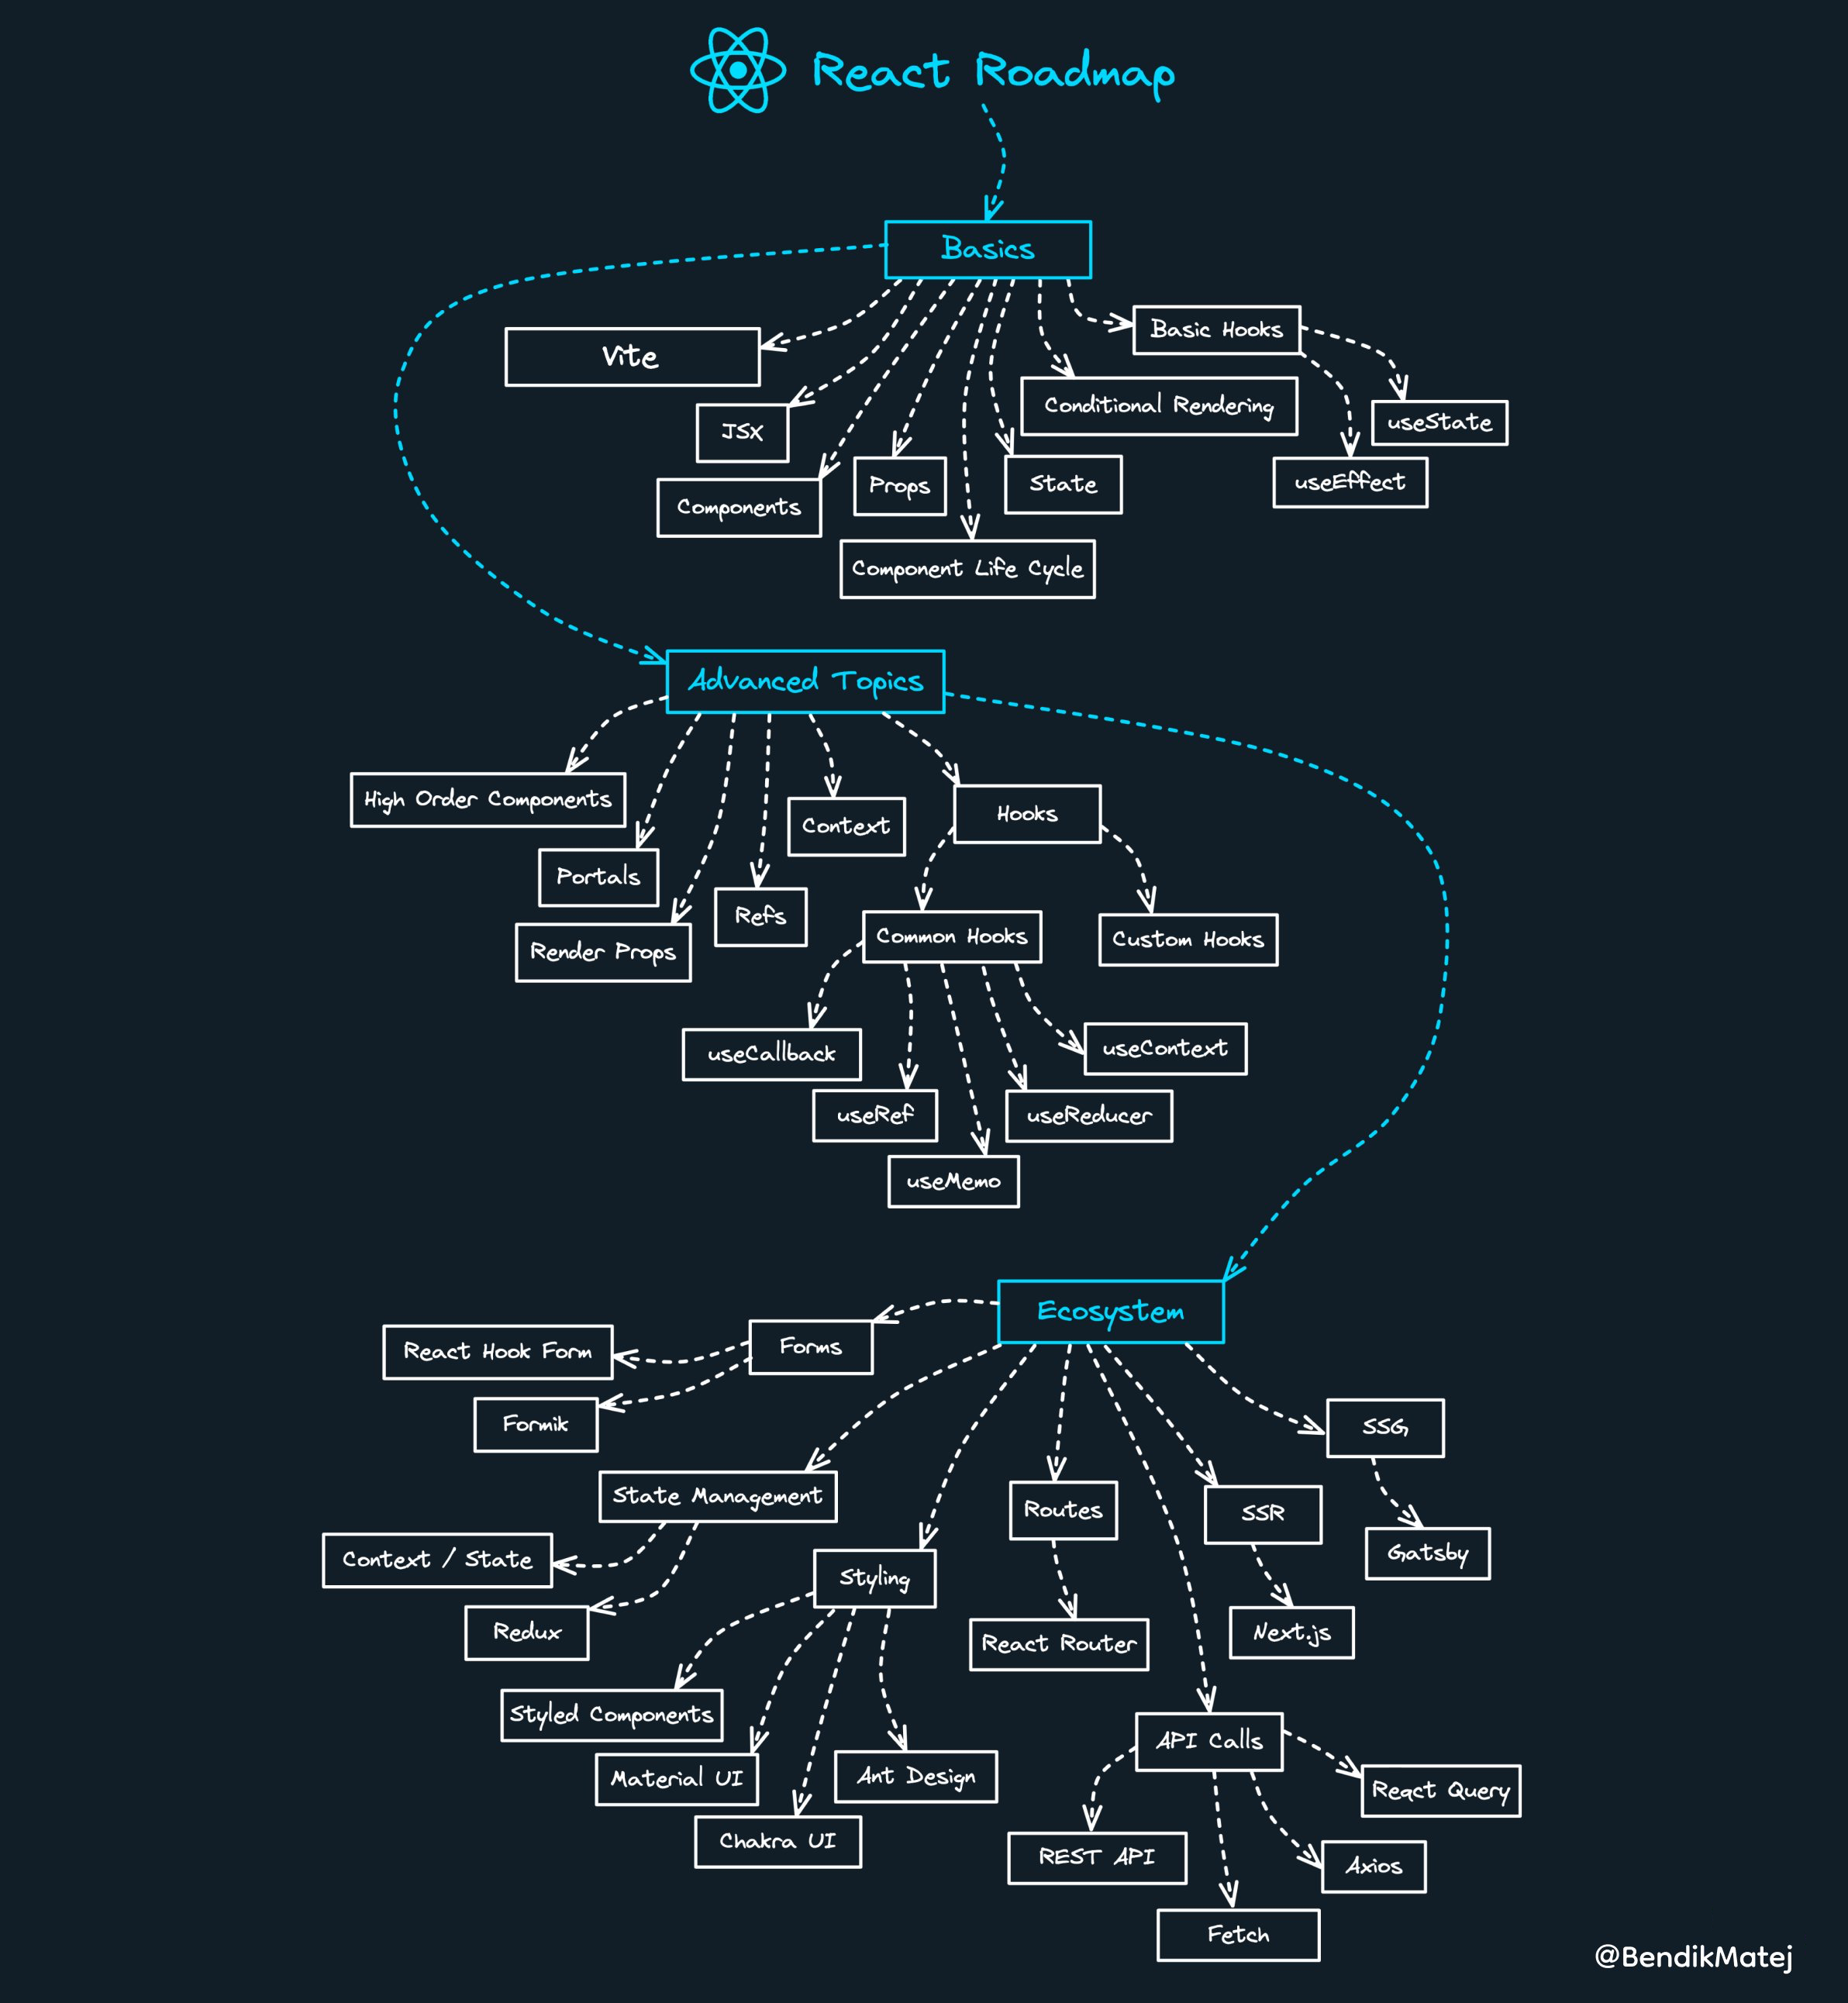 React Roadmap
Basics
Vite
JSX
Components
Props
Component Life Cycle
State
Conditional Rendering
Basic Hooks
useState
useEffect
Advanced Topics
High Order Components
Portals
Render Props
Refs
Context
Hooks
Common Hooks
Custom Hooks
useCallback
useRef
useMemo
useReducer
useContext
Ecosystem
Forms
React Hook Form
Formik
State Management
Context / State
Redux
Styling
Styled Components
Material UI
Chakra UI
Ant Design
Routes
React Router
API Calls
REST API
Fetch
Axios
React Query
SSR
Next.js
SSG
Gatsby
@BendikMatej